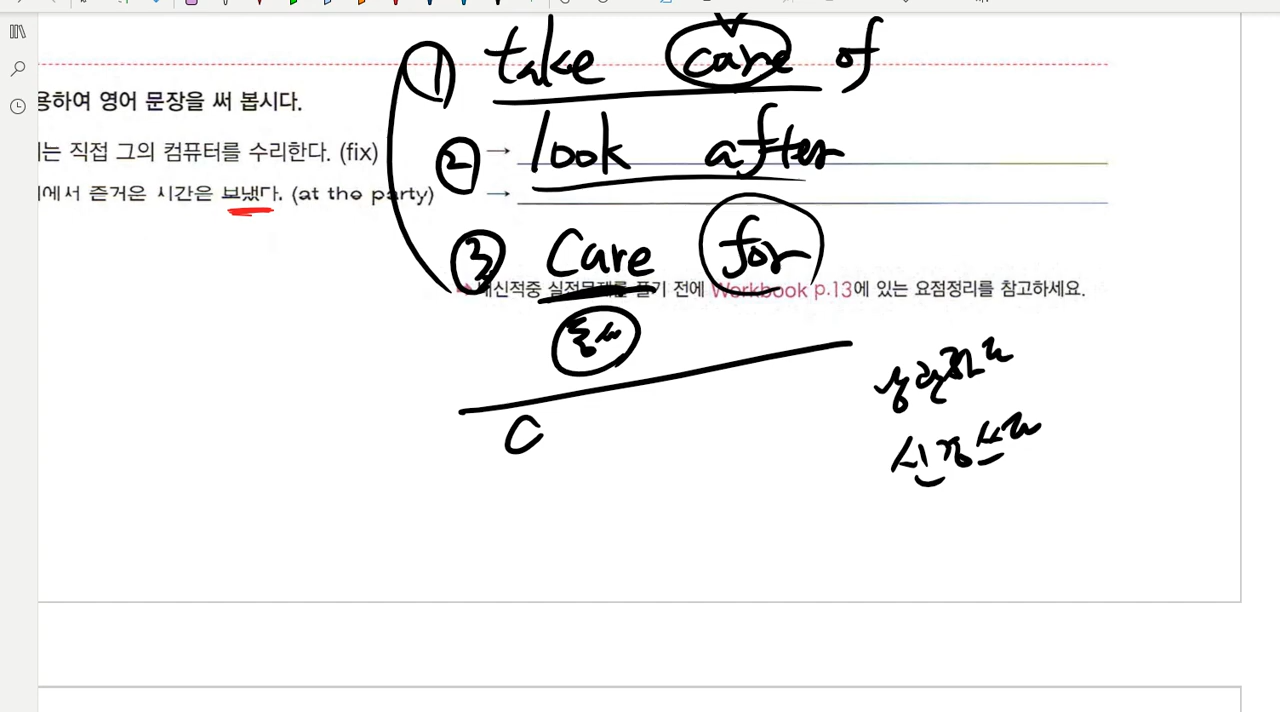 ① take care of
용하여 영어 문장을 써 봅시다.
② look after
는 직접 그의 컴퓨터를 수리한다. (fix) →
에서 즐거운 시간은 보냈다. (at the party) →
③ Care for
내신적중 실전문제를 풀기 전에 Workbook p.13에 있는 요점정리를 참고하세요.
돌보
상관하고
신경쓰고
C